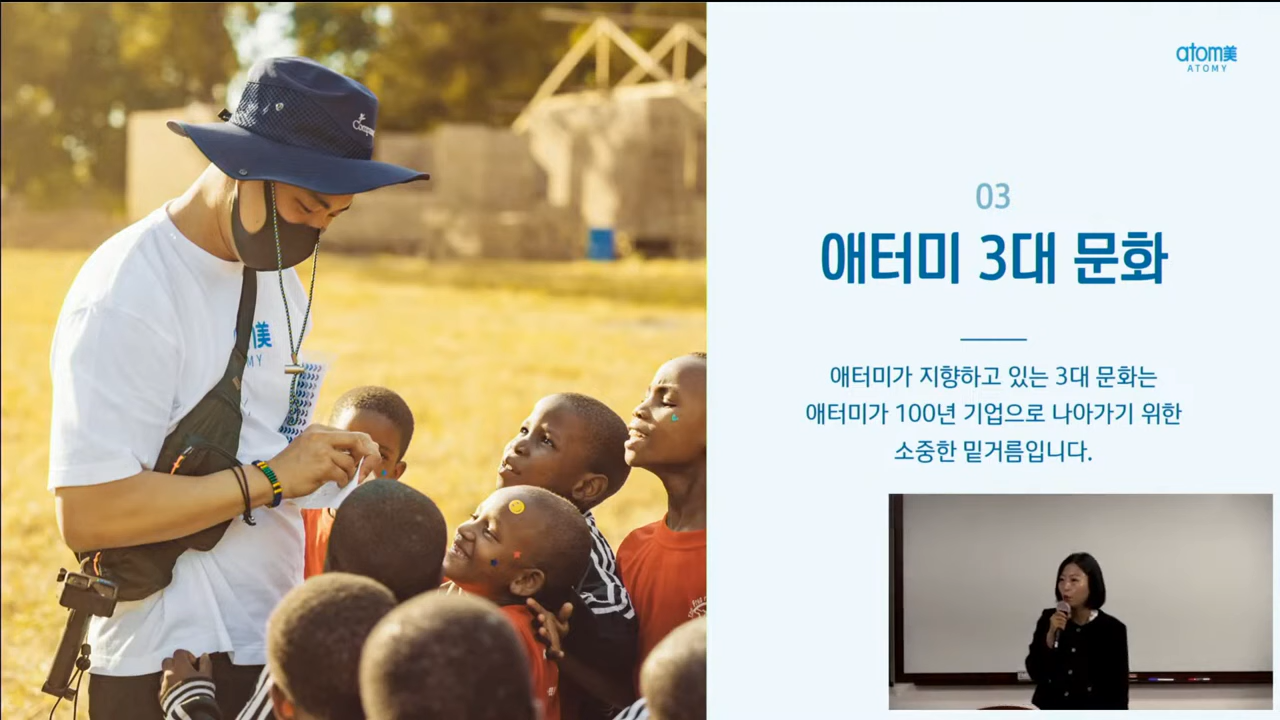 atom美
ATOMY
03
애터미 3대 문화
애터미가 지향하고 있는 3대 문화는
애터미가 100년 기업으로 나아가기 위한
소중한 밑거름입니다.
美